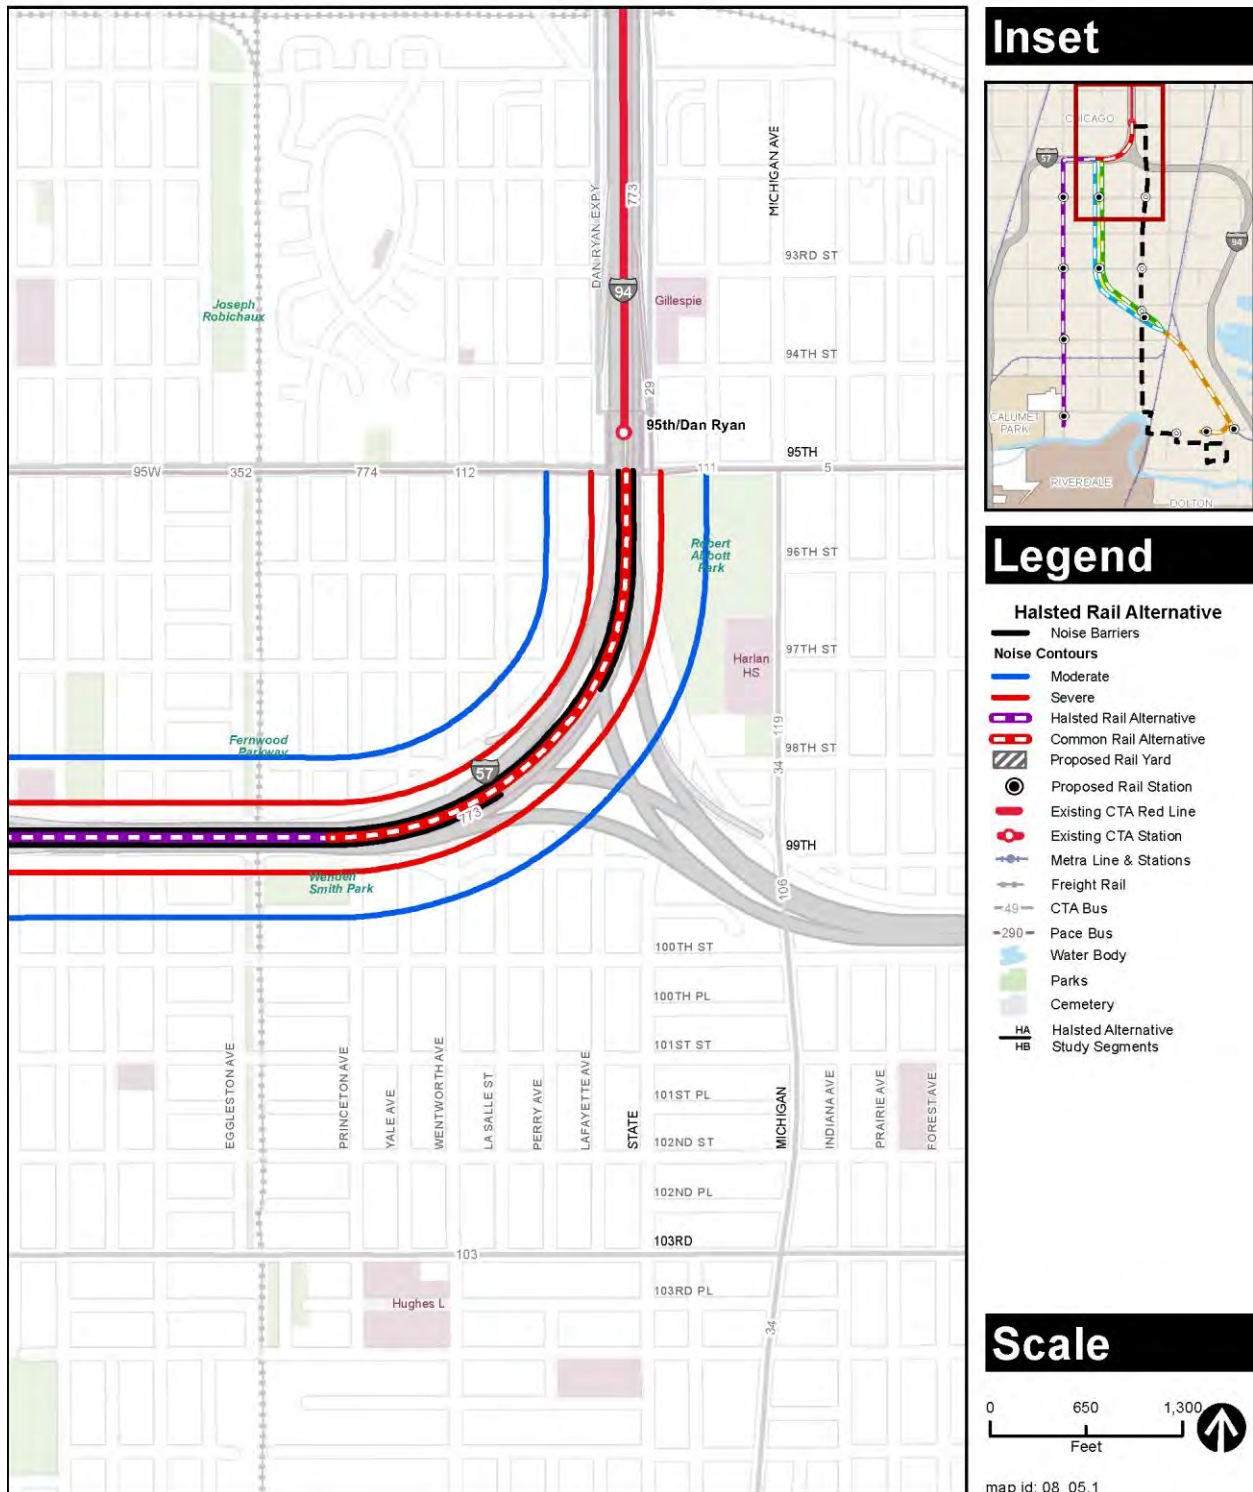 Inset
CHICAGO
57
94
CALUMET
PARK
RIVERDALE
DOLTON
Legend
Halsted Rail Alternative
Noise Barriers
Noise Contours
Moderate
Severe
Halsted Rail Alternative
Common Rail Alternative
Proposed Rail Yard
Proposed Rail Station
Existing CTA Red Line
Existing CTA Station
Metra Line & Stations
Freight Rail
49 CTA Bus
290 Pace Bus
Water Body
Parks
Cemetery
HA Halsted Alternative
HB Study Segments
Scale
0 650 1,300
Feet
map id: 08_05.1
DAN RYAN EXPY
773
MICHIGAN AVE
93RD ST
94
Gillespie
Joseph
Robichaux
94TH ST
29
95th/Dan Ryan
95TH
95W 352 774 112 111 5
Robert
Abbott
Park
96TH ST
97TH ST
Harlan
HS
119
98TH ST
34
Fernwood
Parkway
57
773
99TH
Wendell
Smith Park
106
100TH ST
100TH PL
101ST ST
101ST PL
102ND ST
102ND PL
EGGLESTON AVE
PRINCETON AVE
YALE AVE
WENTWORTH AVE
LA SALLE ST
PERRY AVE
LAFAYETTE AVE
STATE
MICHIGAN
INDIANA AVE
PRAIRIE AVE
FOREST AVE
103RD
103
103RD PL
Hughes L
34